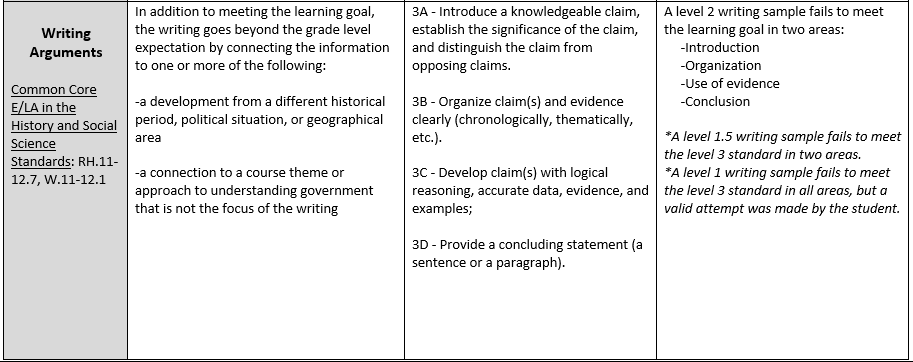 Writing
Arguments
Common Core
E/LA in the
History and Social
Science
Standards: RH.11-
12.7, W.11-12.1
In addition to meeting the learning goal,
the writing goes beyond the grade level
expectation by connecting the information
to one or more of the following:
-a development from a different historical
period, political situation, or geographical
area
-a connection to a course theme or
approach to understanding government
that is not the focus of the writing
3A - Introduce a knowledgeable claim,
establish the significance of the claim,
and distinguish the claim from
opposing claims.
3B - Organize claim(s) and evidence
clearly (chronologically, thematically,
etc.).
3C - Develop claim(s) with logical
reasoning, accurate data, evidence, and
examples;
3D - Provide a concluding statement (a
sentence or a paragraph).
A level 2 writing sample fails to meet
the learning goal in two areas:
-Introduction
-Organization
-Use of evidence
-Conclusion
*A level 1.5 writing sample fails to meet
the level 3 standard in two areas.
*A level 1 writing sample fails to meet
the level 3 standard in all areas, but a
valid attempt was made by the student.